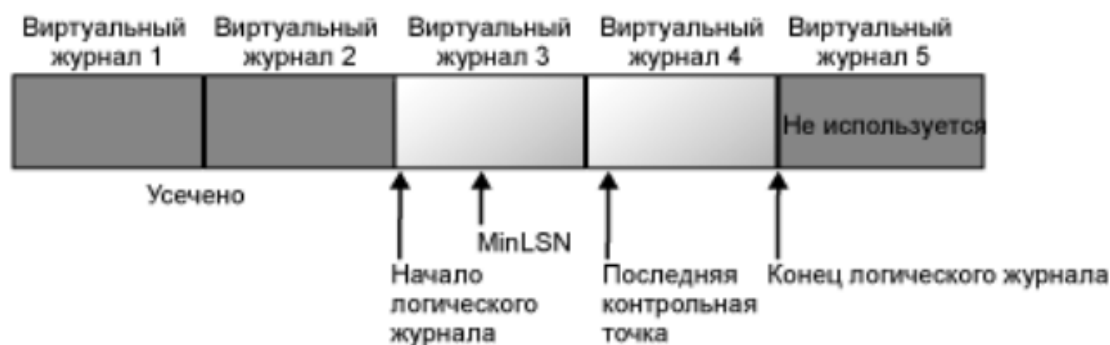 Виртуальный журнал 1
Виртуальный журнал 2
Виртуальный журнал 3
Виртуальный журнал 4
Виртуальный журнал 5
Не используется
Усечено
MinLSN
Начало
логического
журнала
Последняя
контрольная
точка
Конец логического журнала